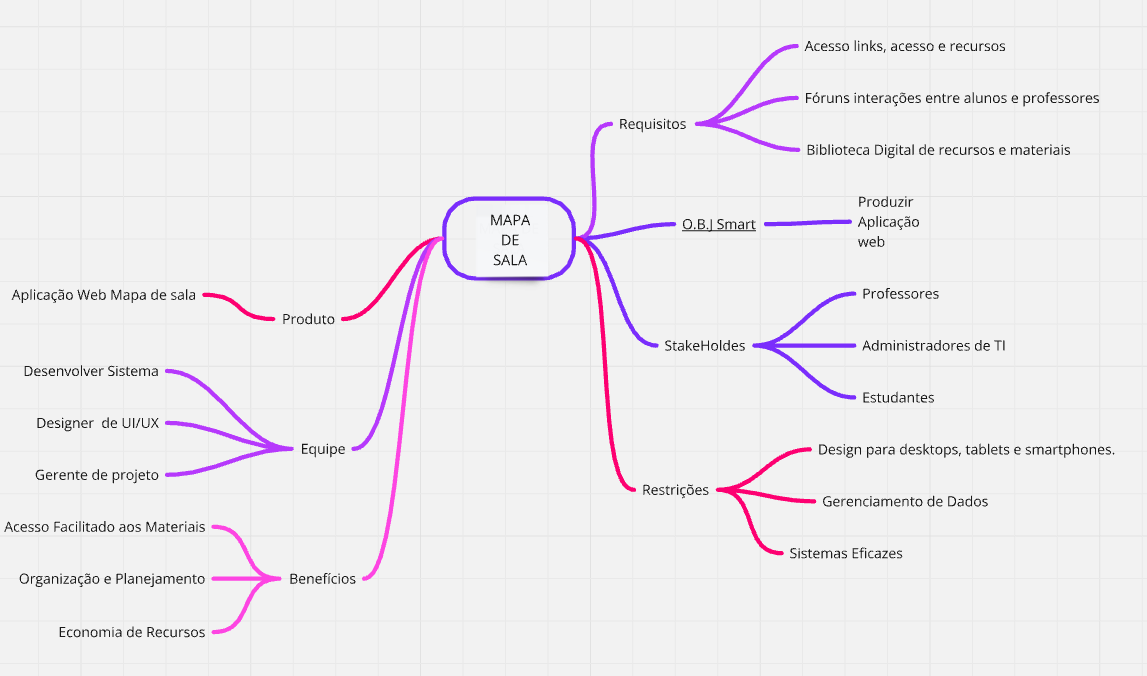 MAPA
DE
SALA
Requisitos
Acesso links, acesso e recursos
Fóruns interações entre alunos e professores
Biblioteca Digital de recursos e materiais
O.B.J Smart
Produzir
Aplicação
web
StakeHoldes
Professores
Administradores de TI
Estudantes
Restrições
Design para desktops, tablets e smartphones.
Gerenciamento de Dados
Sistemas Eficazes
Produto
Aplicação Web Mapa de sala
Equipe
Desenvolver Sistema
Designer  de UI/UX
Gerente de projeto
Benefícios
Acesso Facilitado aos Materiais
Organização e Planejamento
Economia de Recursos